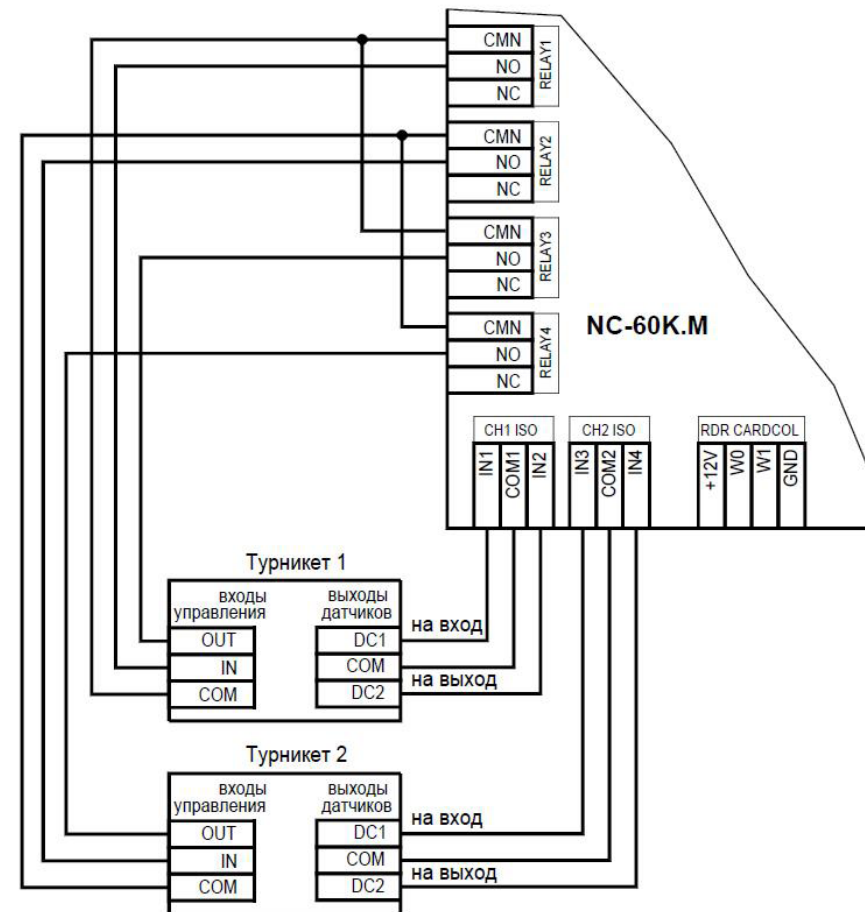 CMN
NO
NC
RELAY1
CMN
NO
NC
RELAY2
CMN
NO
NC
RELAY3
CMN
NO
NC
RELAY4
NC-60K.M
CH1 ISO
IN1
COM1
IN2
CH2 ISO
IN3
COM2
IN4
RDR CARDCOL
+12V
W0
W1
GND
Турникет 1
входы
управления
OUT
IN
COM
выходы
датчиков
DC1
COM
DC2
на вход
на выход
Турникет 2
входы
управления
OUT
IN
COM
выходы
датчиков
DC1
COM
DC2
на вход
на выход